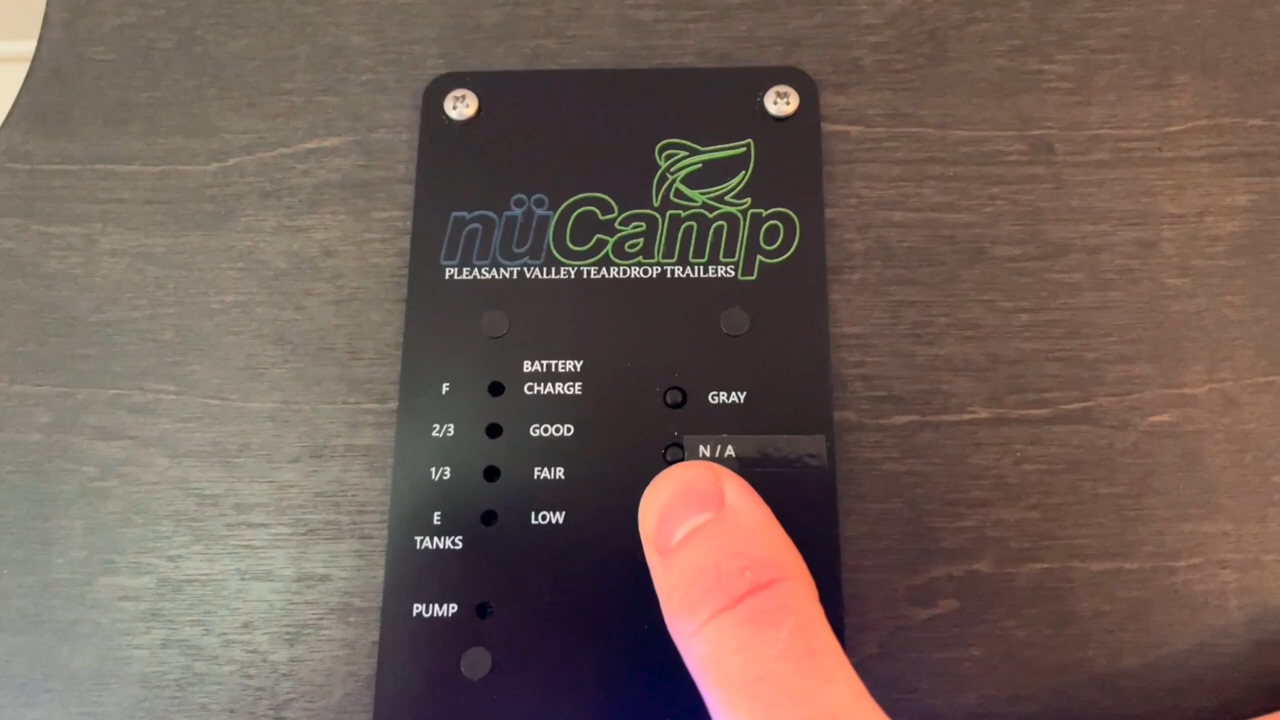 nüCamp
PLEASANT VALLEY TEARDROP TRAILERS
BATTERY
F CHARGE GRAY
2/3 GOOD N/A
1/3 FAIR
E LOW
TANKS
PUMP